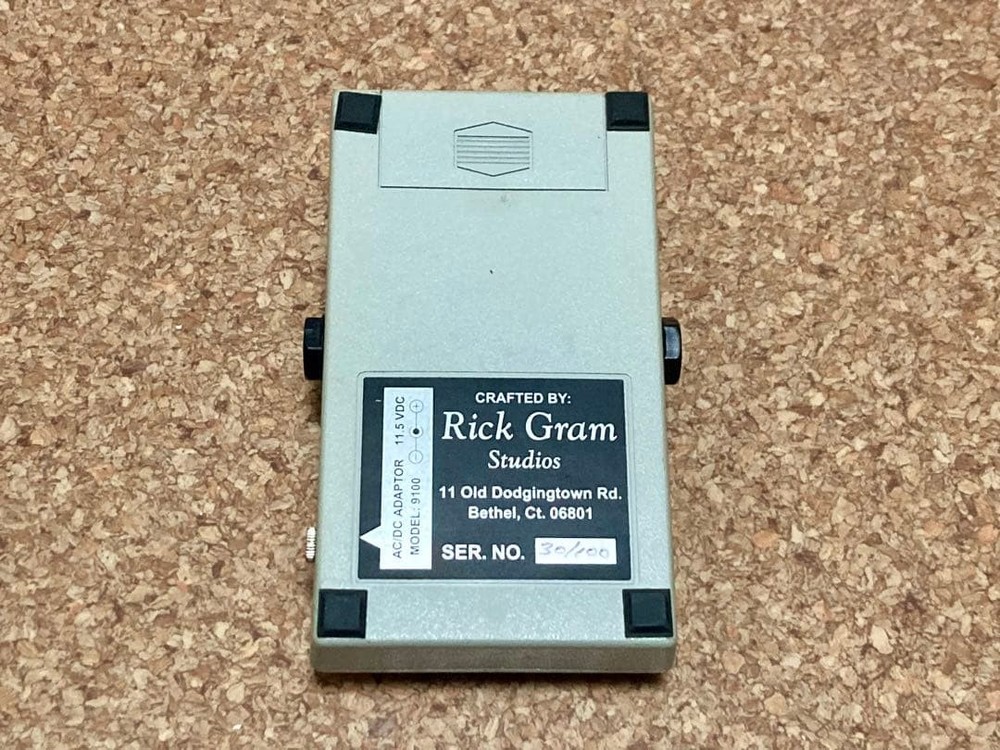 AC/DC ADAPTOR 11.5 VDC
MODEL: 9100
CRAFTED BY:
Rick Gram
Studios
11 Old Dodgingtown Rd.
Bethel, Ct. 06801
SER. NO. 30/100